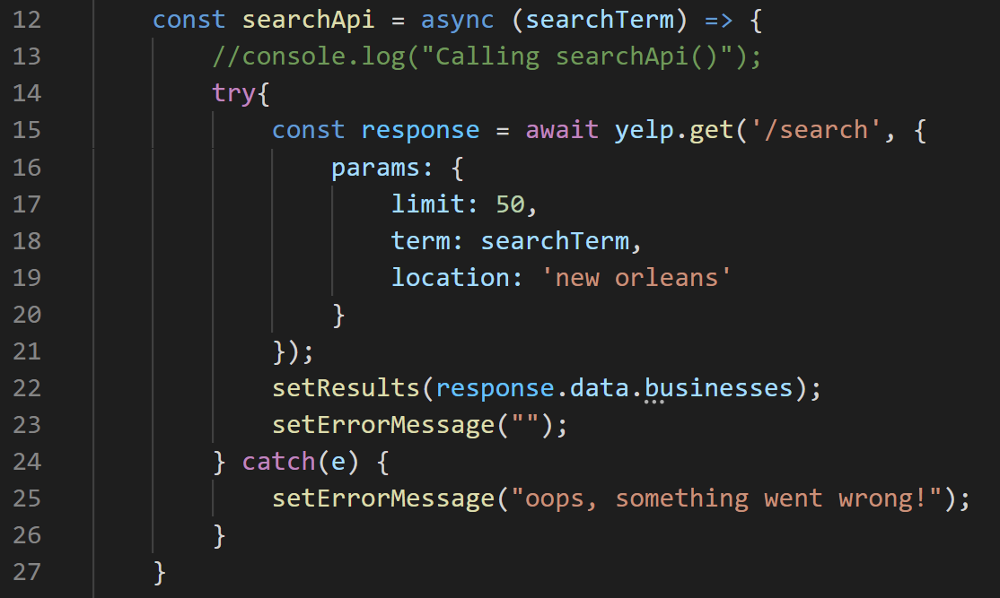 12 const searchApi = async (searchTerm) => {
13 //console.log("Calling searchApi()");
14 try{
15 const response = await yelp.get('/search', {
16 params: {
17 limit: 50,
18 term: searchTerm,
19 location: 'new orleans'
20 }
21 });
22 setResults(response.data.businesses);
23 setErrorMessage("");
24 } catch(e) {
25 setErrorMessage("oops, something went wrong!");
26 }
27 }